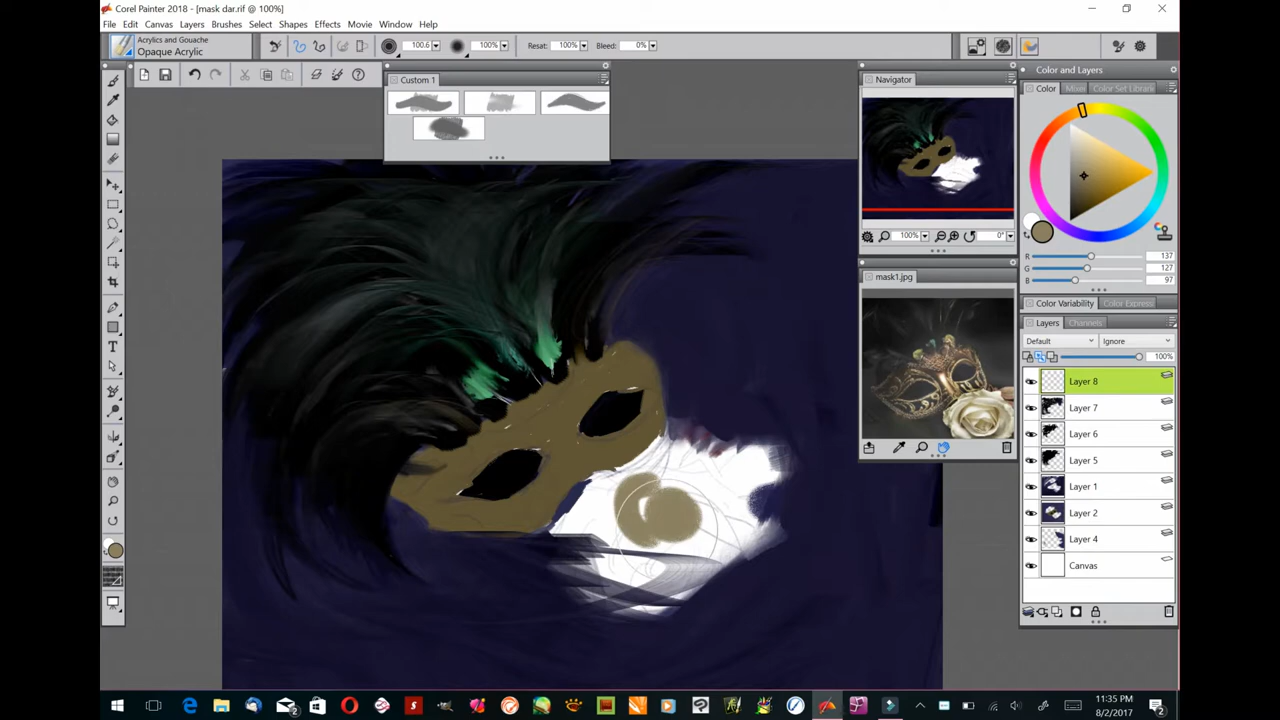 Corel Painter 2018 - [mask dar.rif @ 100%]
File Edit Canvas Layers Brushes Select Shapes Effects Movie Window Help
Acrylics and Gouache
Opaque Acrylic
100.6
100%
Resat: 100%
Bleed: 0%
Custom 1
Navigator
100%
0°
mask1.jpg
Color and Layers
Color Mixe Color Set Librari
R 137
G 127
B 97
Color Variability Color Express
Layers Channels
Default Ignore
100%
Layer 8
Layer 7
Layer 6
Layer 5
Layer 1
Layer 2
Layer 4
Canvas
11:35 PM
8/2/2017